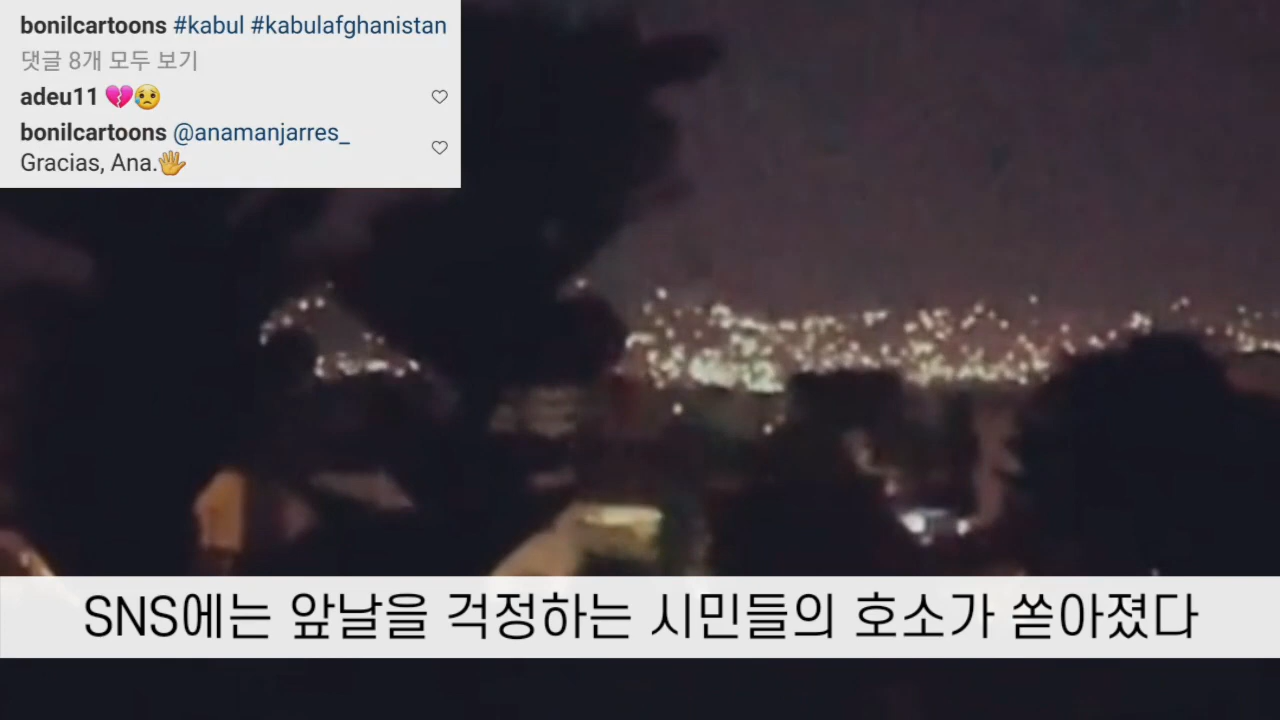 bonilcartoons #kabul #kabulafghanistan
댓글 8개 모두 보기
adeu11 💔😥
bonilcartoons @anamanjarres_
Gracias, Ana.👋
SNS에는 앞날을 걱정하는 시민들의 호소가 쏟아졌다